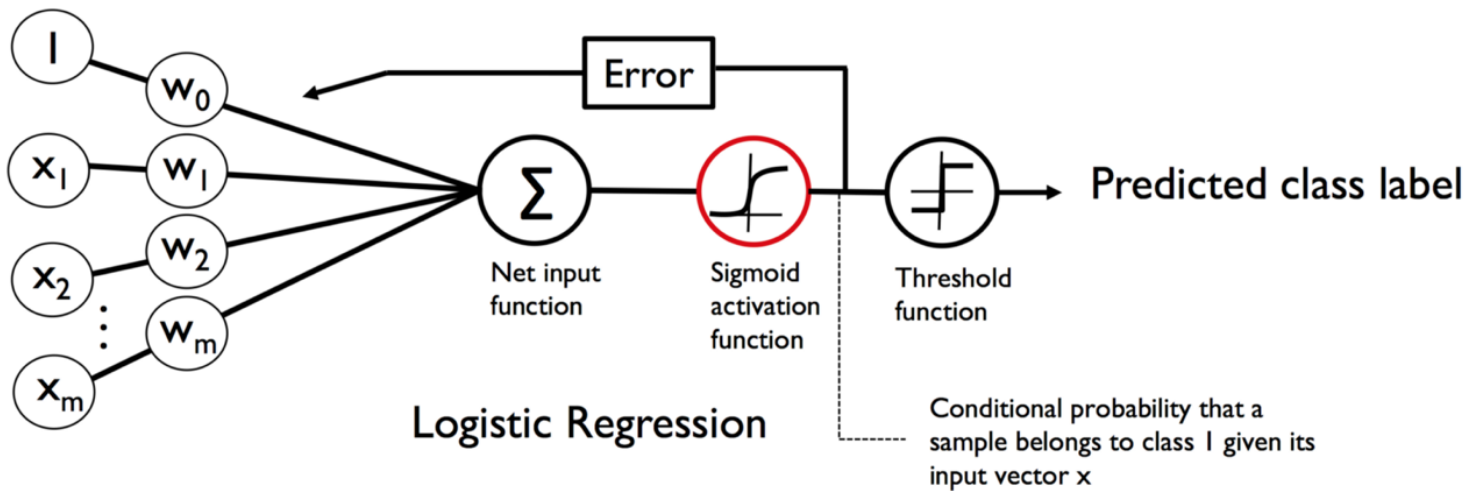 1
w0
Error
x1
w1
Σ
Predicted class label
x2
w2
Net input
function
Sigmoid
activation
function
Threshold
function
⋮
wm
xm
Logistic Regression
Conditional probability that a
sample belongs to class 1 given its
input vector x